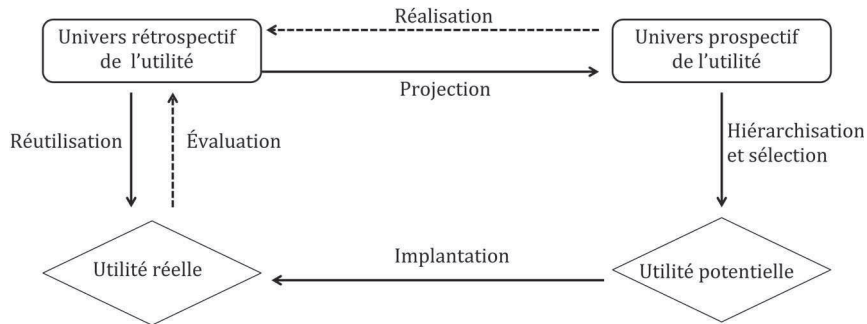 Réalisation
Univers rétrospectif
de l'utilité
Univers prospectif
de l'utilité
Projection
Réutilisation
Évaluation
Hiérarchisation
et sélection
Utilité réelle
Implantation
Utilité potentielle